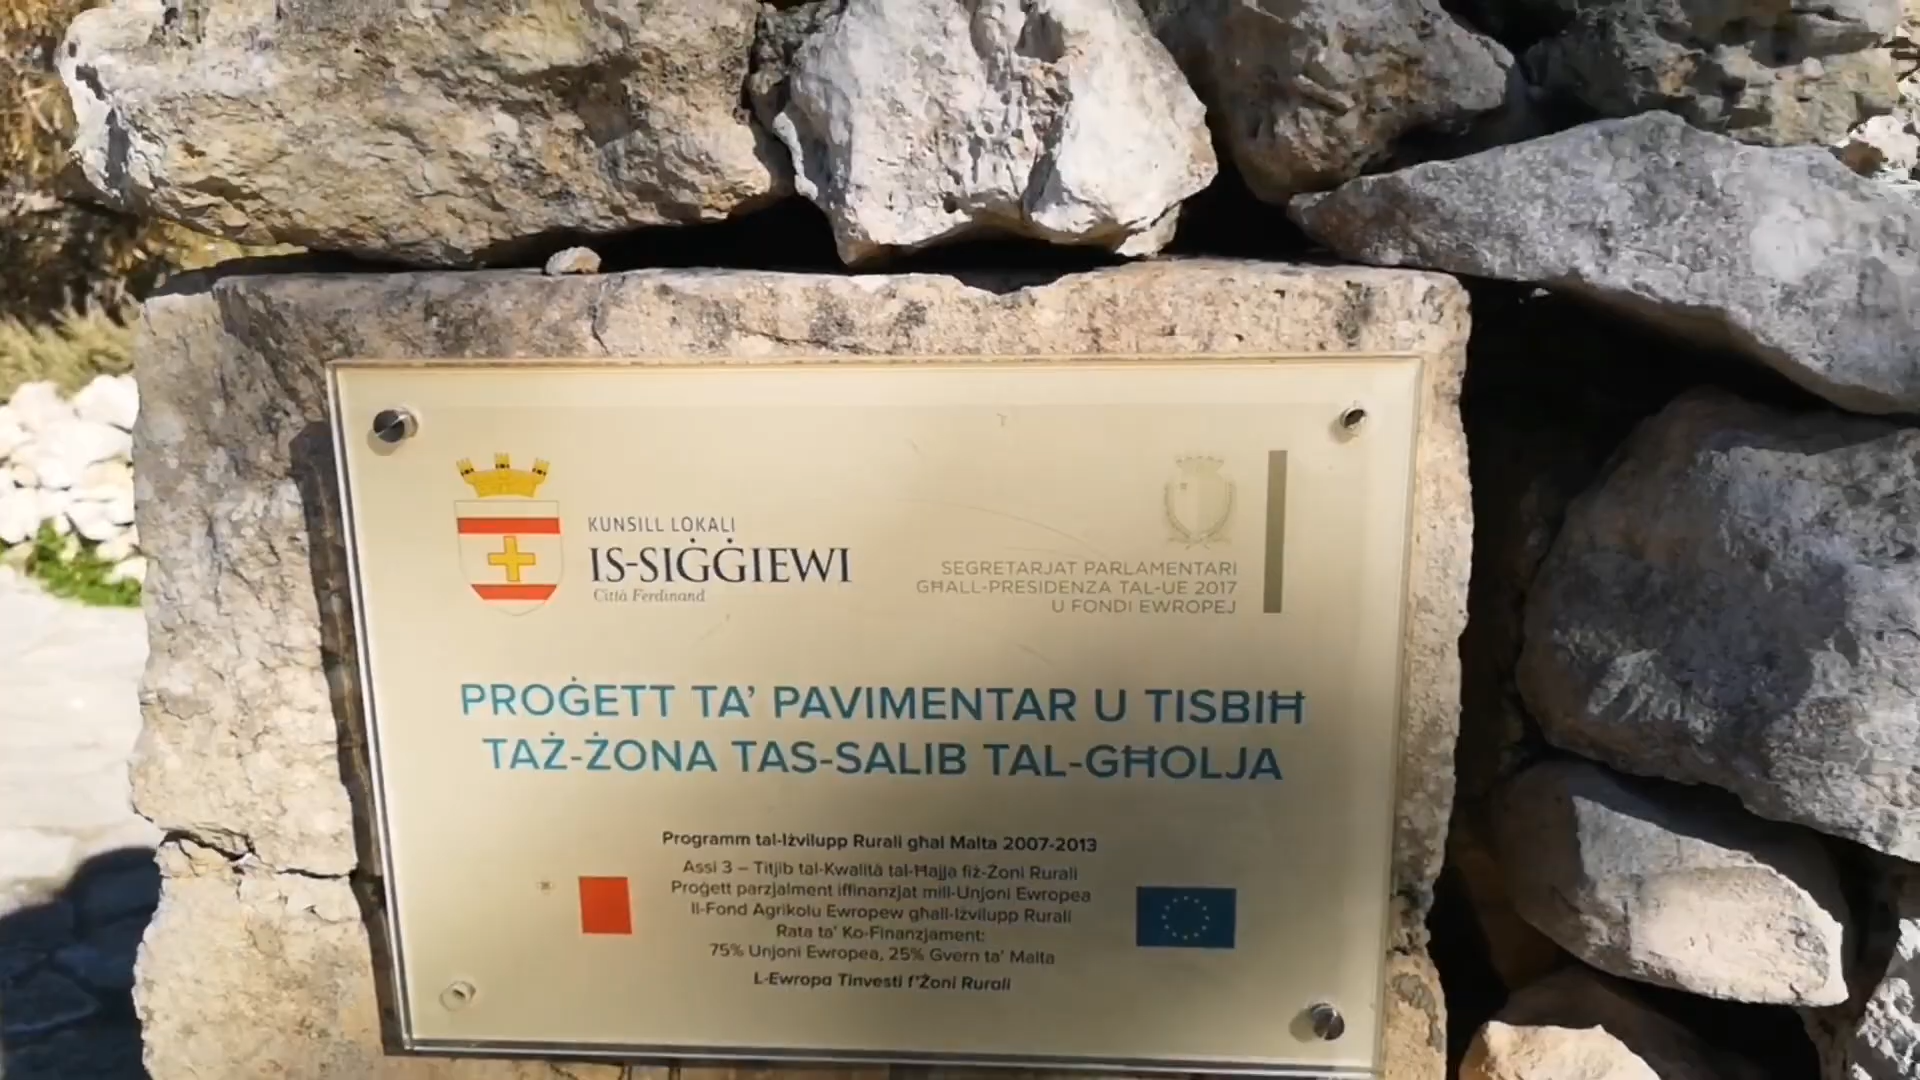 KUNSILL LOKALI
IS-SIĠĠIEWI
Città Ferdinand
SEGRETARJAT PARLAMENTARI
GĦALL-PRESIDENZA TAL-UE 2017
U FONDI EWROPEJ
PROĠETT TA' PAVIMENTAR U TISBIĦ
TAŻ-ŻONA TAS-SALIB TAL-GĦOLJA
Programm tal-Iżvilupp Rurali għal Malta 2007-2013
Assi 3 – Titjib tal-Kwalità tal-Ħajja fiż-Żoni Rurali
Proġett parzjalment iffinanzjat mill-Unjoni Ewropea
Il-Fond Agrikolu Ewropew għall-Iżvilupp Rurali
Rata ta' Ko-Finanzjament:
75% Unjoni Ewropea, 25% Gvern ta' Malta
L-Ewropa Tinvesti f'Żoni Rurali